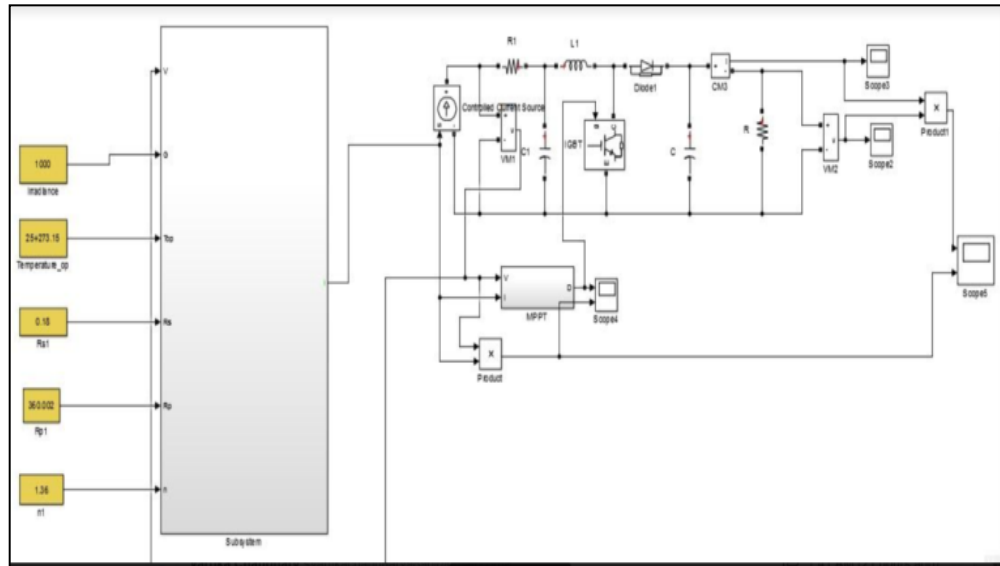 V
1000
Irradiance
G
25+273.15
Temperature_op
Top
0.18
Rs1
Rs
360.002
Rp1
Rp
1.36
n1
n
Subsystem
Controlled Current Source
R1
L1
Diode1
CM3
Scope3
VM1
C1
IGBT
C
R
VM2
Scope2
Product1
Scope5
V
I
D
MPPT
Scope4
Product